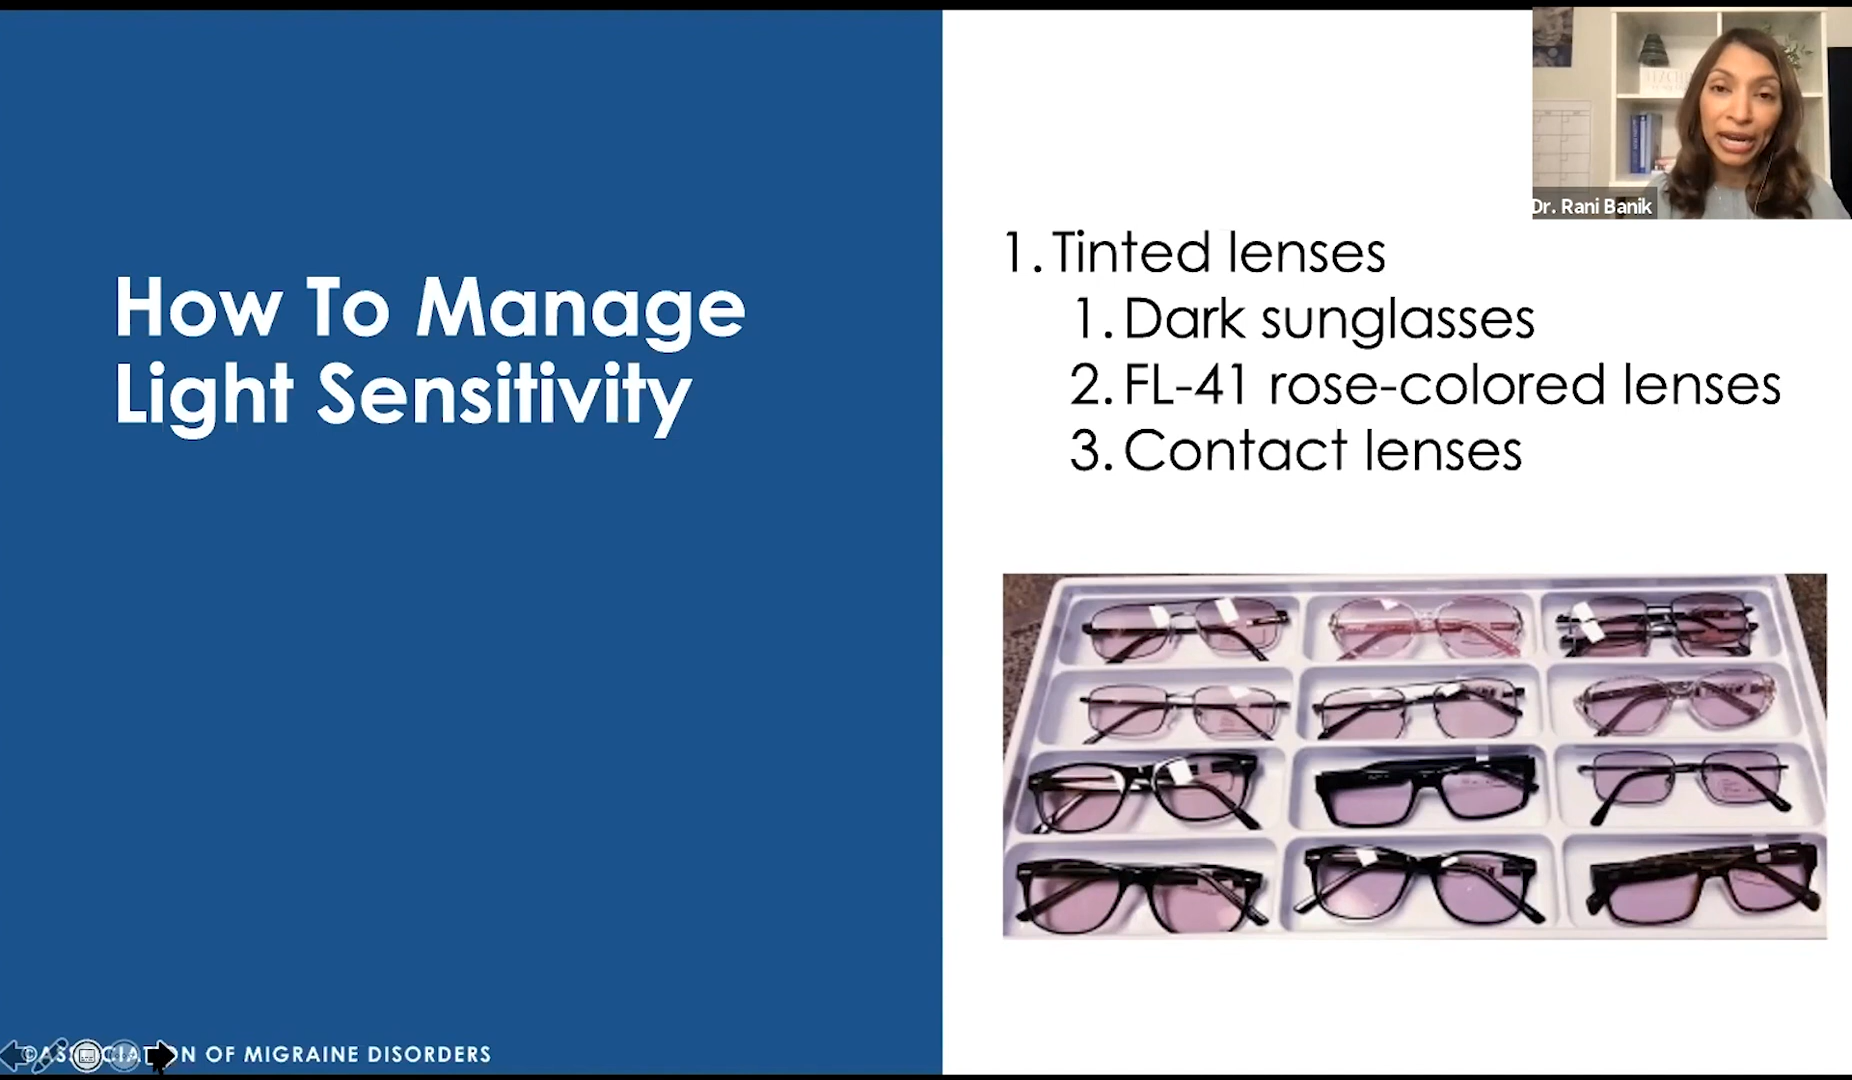 How To Manage
Light Sensitivity
1. Tinted lenses
1. Dark sunglasses
2. FL-41 rose-colored lenses
3. Contact lenses
Dr. Rani Banik
©ASSOCIATION OF MIGRAINE DISORDERS